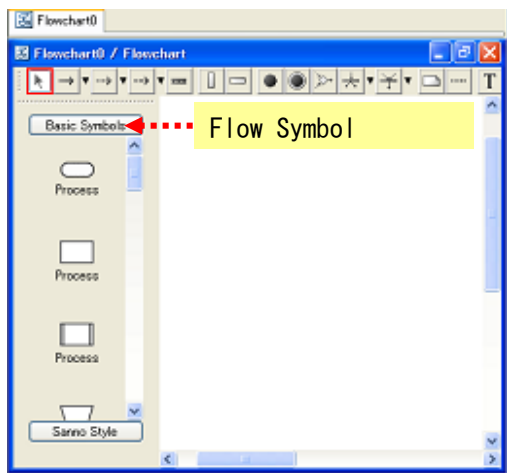 Flowchart0
Flowchart0 / Flowchart
T
Basic Symbols
Flow Symbol
Process
Process
Process
Sanno Style